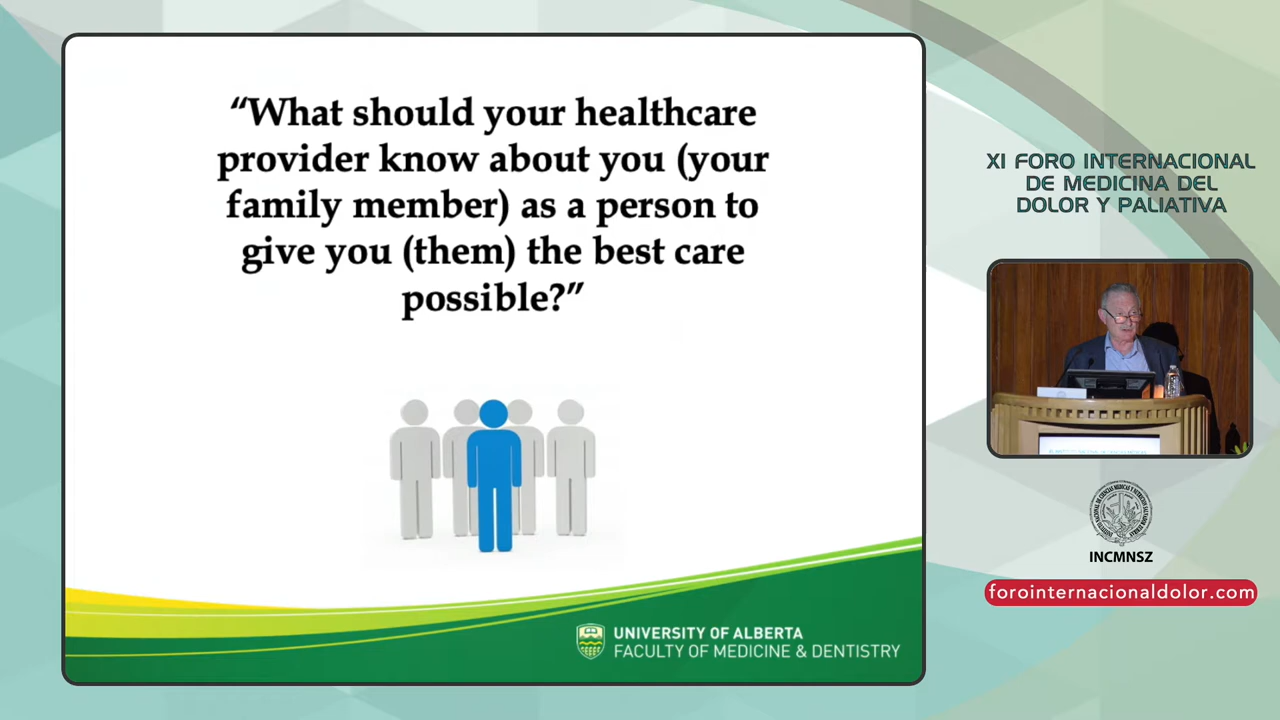 “What should your healthcare
provider know about you (your
family member) as a person to
give you (them) the best care
possible?”
UNIVERSITY OF ALBERTA
FACULTY OF MEDICINE & DENTISTRY
XI FORO INTERNACIONAL
DE MEDICINA DEL
DOLOR Y PALIATIVA
INCMNSZ
forointernacionaldolor.com